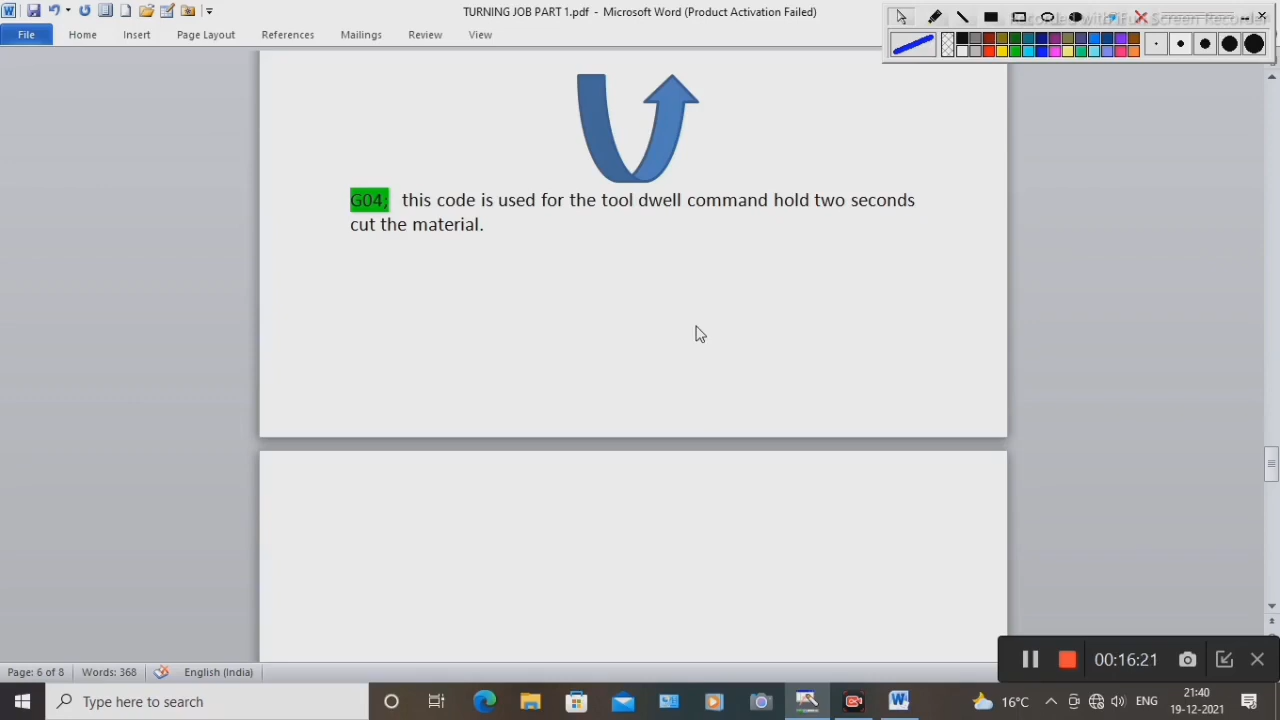 TURNING JOB PART 1.pdf - Microsoft Word (Product Activation Failed)
File Home Insert Page Layout References Mailings Review View
G04; this code is used for the tool dwell command hold two seconds
cut the material.
Page: 6 of 8 Words: 368 English (India)
00:16:21
Type here to search
16°C ENG 21:40
19-12-2021